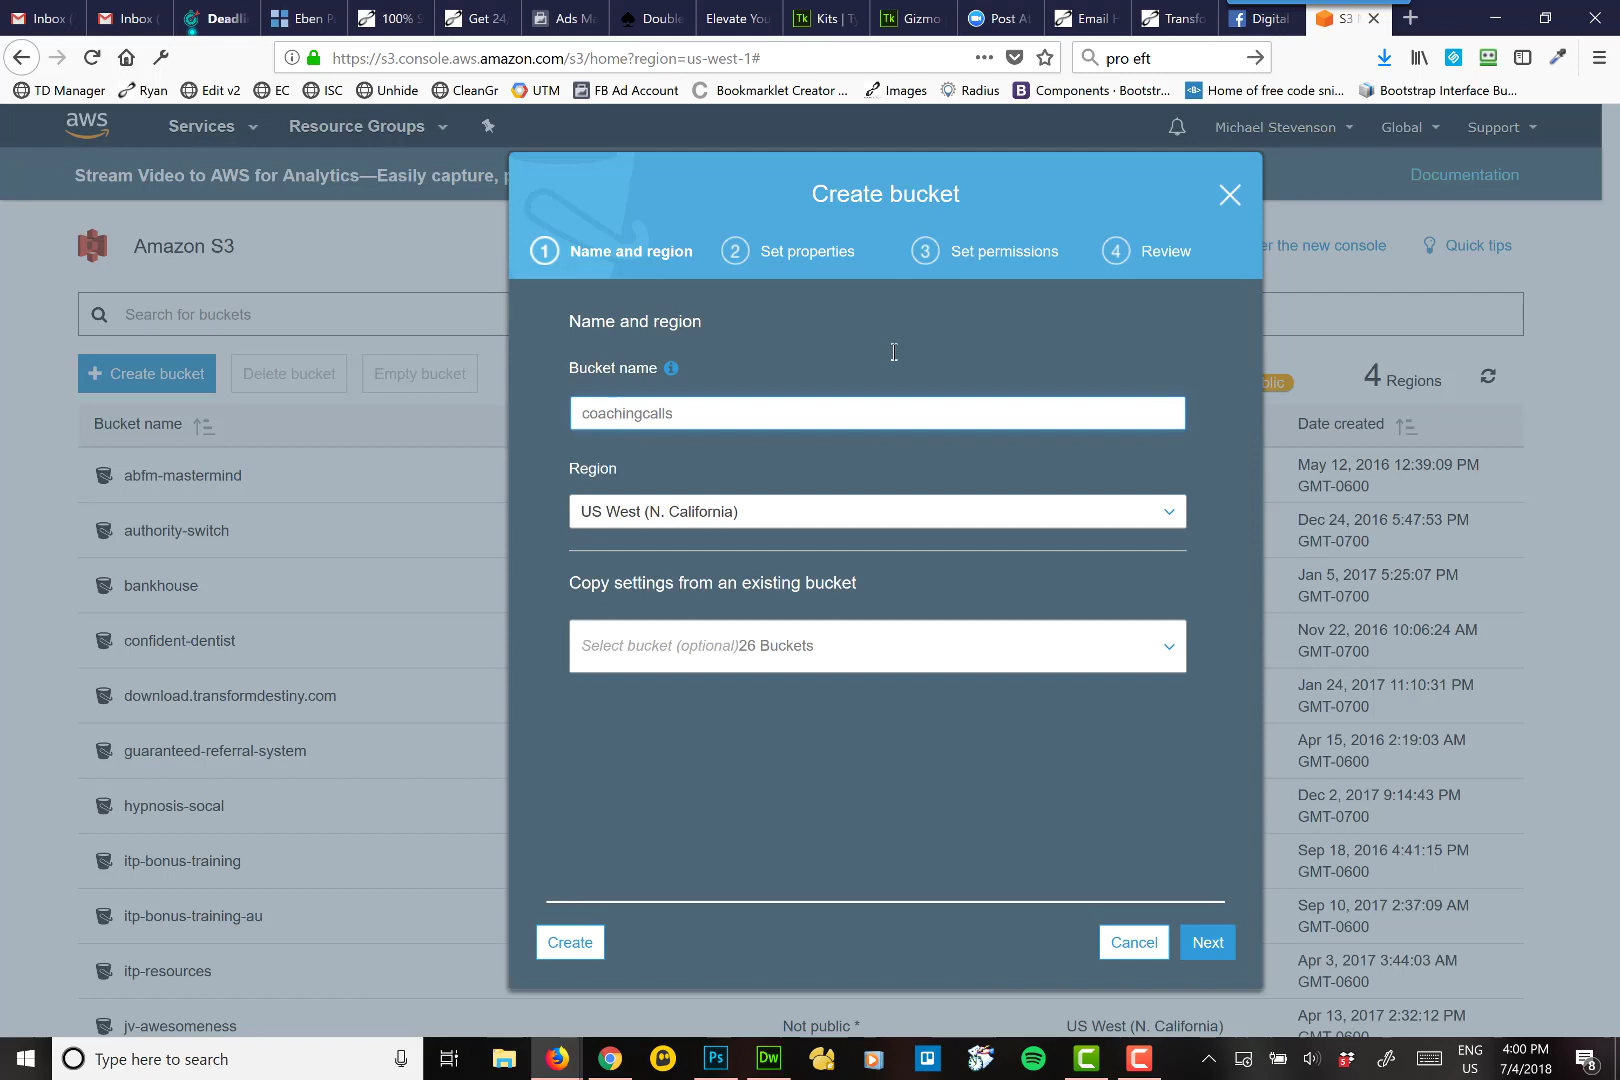 Inbox (
Inbox (
Deadli
Eben P
100% S
Get 24,
Ads Ma
Double
Elevate You
Tk Kits | Ty
Tk Gizmo
Post At
Email H
Transfo
Digital
S3 M
https://s3.console.aws.amazon.com/s3/home?region=us-west-1#
pro eft
TD Manager
Ryan
Edit v2
EC
ISC
Unhide
CleanGr
UTM
FB Ad Account
Bookmarklet Creator ...
Images
Radius
Components · Bootstr...
Home of free code sni...
Bootstrap Interface Bu...
aws
Services
Resource Groups
Michael Stevenson
Global
Support
Stream Video to AWS for Analytics—Easily capture, p
Documentation
Amazon S3
er the new console
Quick tips
Search for buckets
Create bucket
Delete bucket
Empty bucket
blic
4 Regions
Bucket name
Date created
abfm-mastermind
May 12, 2016 12:39:09 PM
GMT-0600
authority-switch
Dec 24, 2016 5:47:53 PM
GMT-0700
bankhouse
Jan 5, 2017 5:25:07 PM
GMT-0700
confident-dentist
Nov 22, 2016 10:06:24 AM
GMT-0700
download.transformdestiny.com
Jan 24, 2017 11:10:31 PM
GMT-0700
guaranteed-referral-system
Apr 15, 2016 2:19:03 AM
GMT-0600
hypnosis-socal
Dec 2, 2017 9:14:43 PM
GMT-0700
itp-bonus-training
Sep 18, 2016 4:41:15 PM
GMT-0600
itp-bonus-training-au
Sep 10, 2017 2:37:09 AM
GMT-0600
itp-resources
Apr 3, 2017 3:44:03 AM
GMT-0600
jv-awesomeness
Not public *
US West (N. California)
Apr 13, 2017 2:32:12 PM
Create bucket
1 Name and region
2 Set properties
3 Set permissions
4 Review
Name and region
Bucket name
coachingcalls
Region
US West (N. California)
Copy settings from an existing bucket
Select bucket (optional)26 Buckets
Create
Cancel
Next
Type here to search
Ps
Dw
ENG
US
4:00 PM
7/4/2018
8